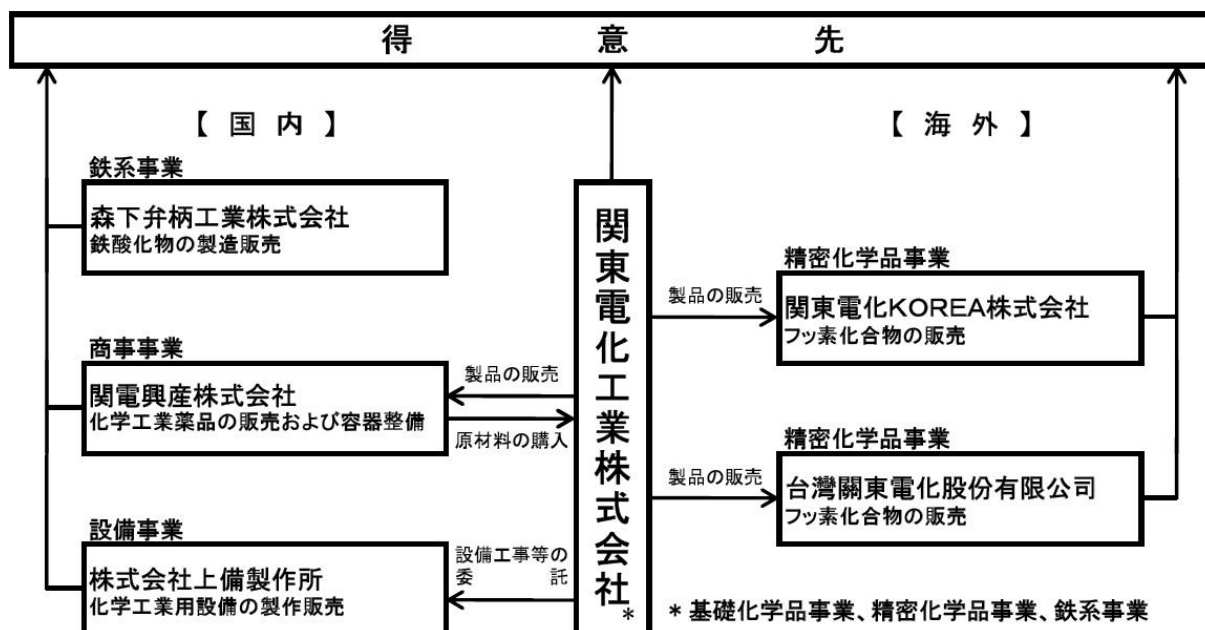 得意先
【国内】
【海外】
鉄系事業
森下弁柄工業株式会社
鉄酸化物の製造販売
商事事業
関電興産株式会社
化学工業薬品の販売および容器整備
設備事業
株式会社上備製作所
化学工業用設備の製作販売
製品の販売
原材料の購入
設備工事等の
委託
関東電化工業株式会社
*
製品の販売
製品の販売
精密化学品事業
関東電化KOREA株式会社
フッ素化合物の販売
精密化学品事業
台灣關東電化股份有限公司
フッ素化合物の販売
* 基礎化学品事業、精密化学品事業、鉄系事業